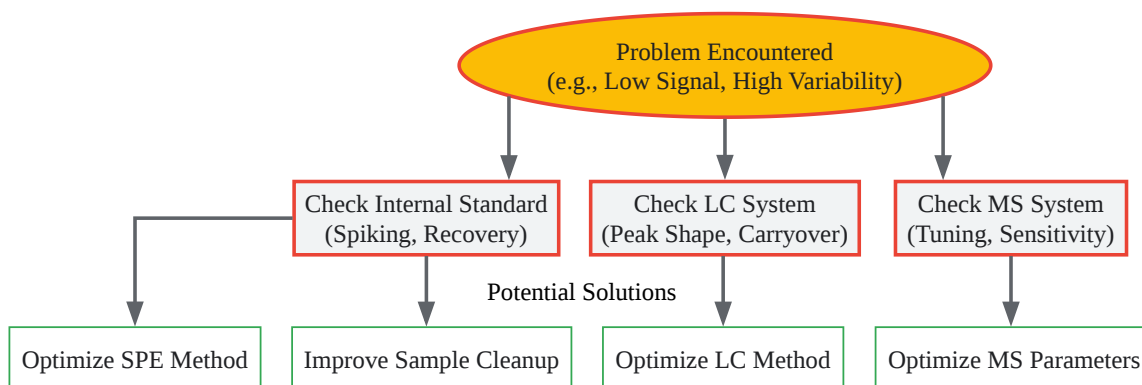 Problem Encountered
(e.g., Low Signal, High Variability)
Check Internal Standard
(Spiking, Recovery)
Check LC System
(Peak Shape, Carryover)
Check MS System
(Tuning, Sensitivity)
Potential Solutions
Optimize SPE Method
Improve Sample Cleanup
Optimize LC Method
Optimize MS Parameters